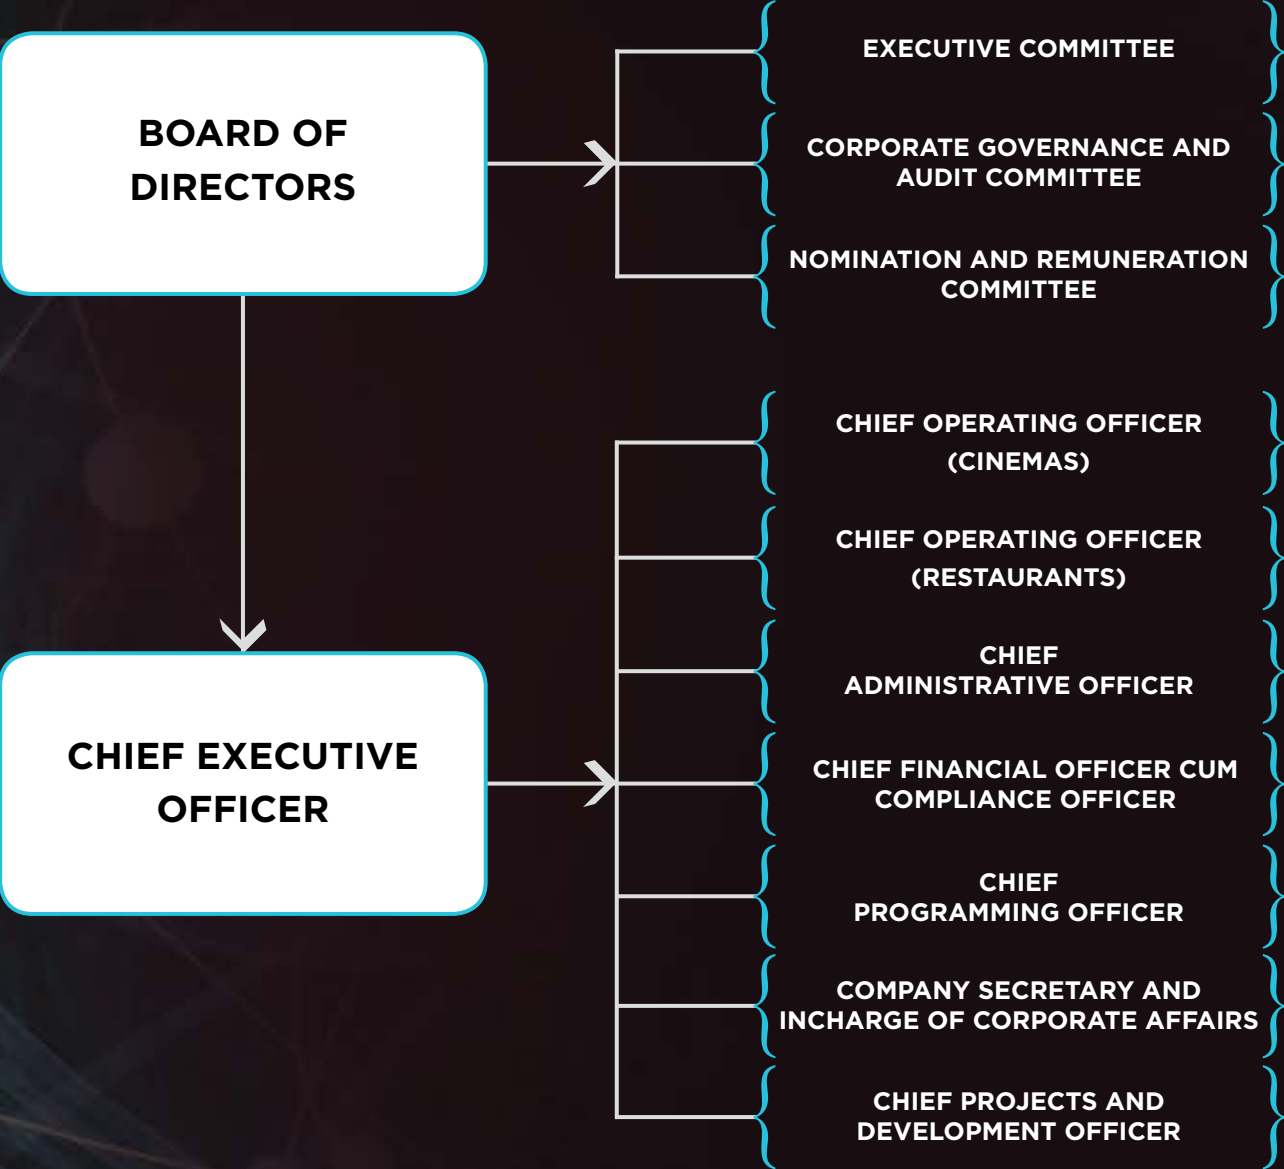 BOARD OF
DIRECTORS
EXECUTIVE COMMITTEE
CORPORATE GOVERNANCE AND
AUDIT COMMITTEE
NOMINATION AND REMUNERATION
COMMITTEE
CHIEF EXECUTIVE
OFFICER
CHIEF OPERATING OFFICER
(CINEMAS)
CHIEF OPERATING OFFICER
(RESTAURANTS)
CHIEF
ADMINISTRATIVE OFFICER
CHIEF FINANCIAL OFFICER CUM
COMPLIANCE OFFICER
CHIEF
PROGRAMMING OFFICER
COMPANY SECRETARY AND
INCHARGE OF CORPORATE AFFAIRS
CHIEF PROJECTS AND
DEVELOPMENT OFFICER